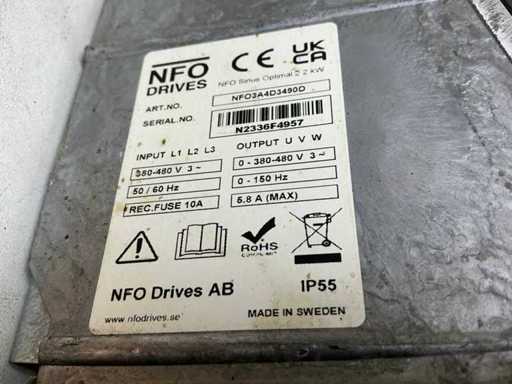 NFO
DRIVES
CE UK CA
NFO Sinus Optimal 2.2 kW
ART.NO. NFO3A4D3490D
SERIAL.NO. N2336F4957
INPUT L1 L2 L3 OUTPUT U V W
380-480 V 3 ~ 0 - 380-480 V 3 ~
50 / 60 Hz 0 - 150 Hz
REC.FUSE 10A 5.8 A (MAX)
RoHS
COMPLIANT
NFO Drives AB IP55
www.nfodrives.se MADE IN SWEDEN